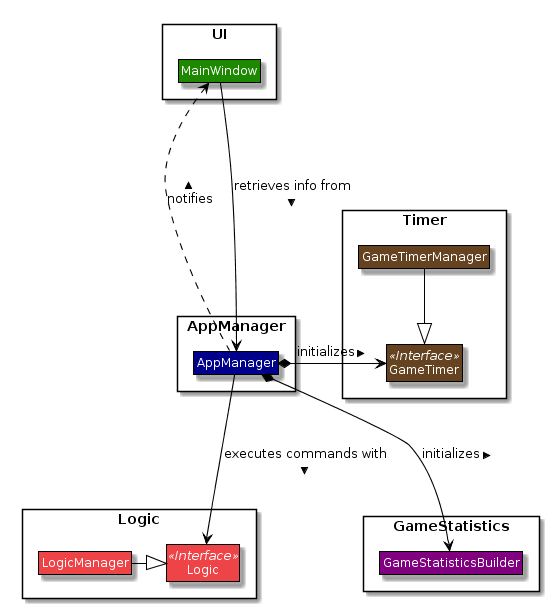 UI
MainWindow
▲
notifies
retrieves info from
▼
Timer
GameTimerManager
«Interface»
GameTimer
AppManager
AppManager
initializes ▶
executes commands with
▼
initializes ▶
Logic
LogicManager
«Interface»
Logic
GameStatistics
GameStatisticsBuilder